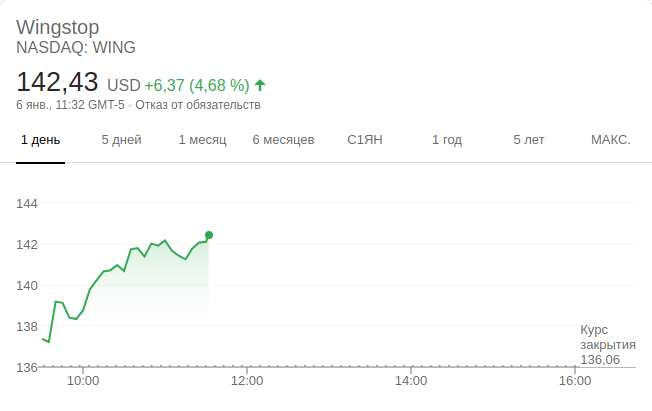 Wingstop
NASDAQ: WING
142,43 USD +6,37 (4,68 %)
6 янв., 11:32 GMT-5 · Отказ от обязательств
1 день 5 дней 1 месяц 6 месяцев С1ЯН 1 год 5 лет МАКС.
144
142
140
138
136
Курс
закрытия
136,06
10:00 12:00 14:00 16:00